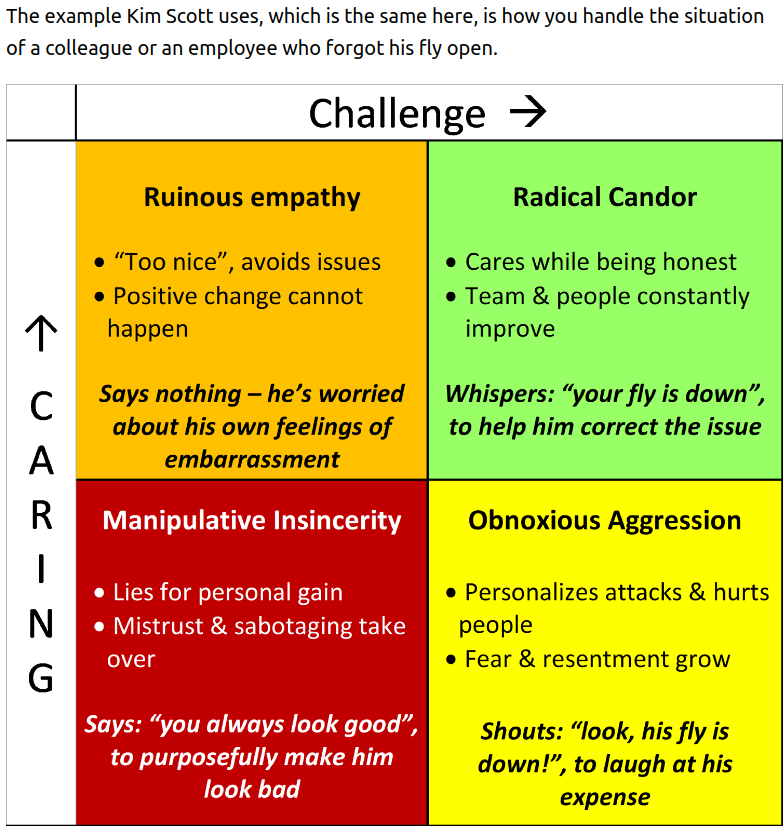 The example Kim Scott uses, which is the same here, is how you handle the situation
of a colleague or an employee who forgot his fly open.
Challenge →
↑
C
A
R
I
N
G
Ruinous empathy
• “Too nice”, avoids issues
• Positive change cannot
happen
Says nothing – he’s worried
about his own feelings of
embarrassment
Radical Candor
• Cares while being honest
• Team & people constantly
improve
Whispers: “your fly is down”,
to help him correct the issue
Manipulative Insincerity
• Lies for personal gain
• Mistrust & sabotaging take
over
Says: “you always look good”,
to purposefully make him
look bad
Obnoxious Aggression
• Personalizes attacks & hurts
people
• Fear & resentment grow
Shouts: “look, his fly is
down!”, to laugh at his
expense